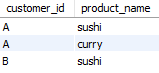 customer_id product_name
A sushi
A curry
B sushi